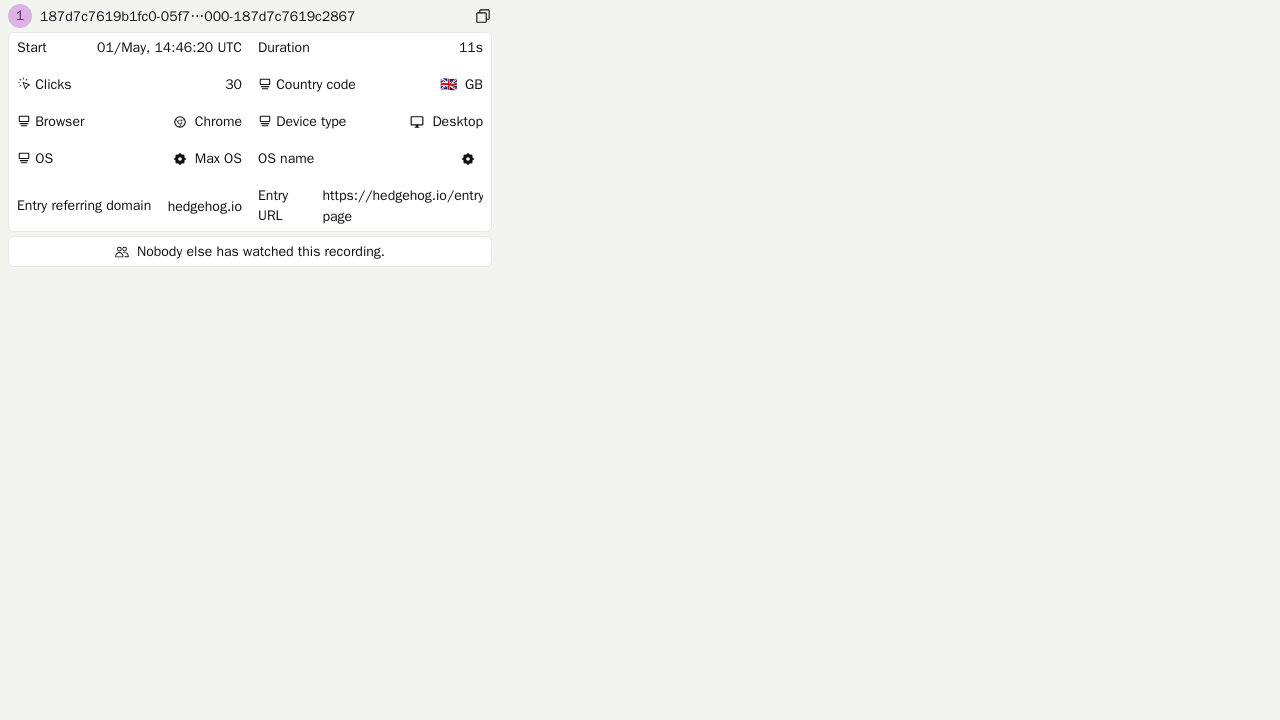 1 187d7c7619b1fc0-05f7⋯000-187d7c7619c2867
Start 01/May, 14:46:20 UTC Duration 11s
Clicks 30 Country code GB
Browser Chrome Device type Desktop
OS Max OS OS name
Entry referring domain hedgehog.io Entry URL https://hedgehog.io/entry
page
Nobody else has watched this recording.